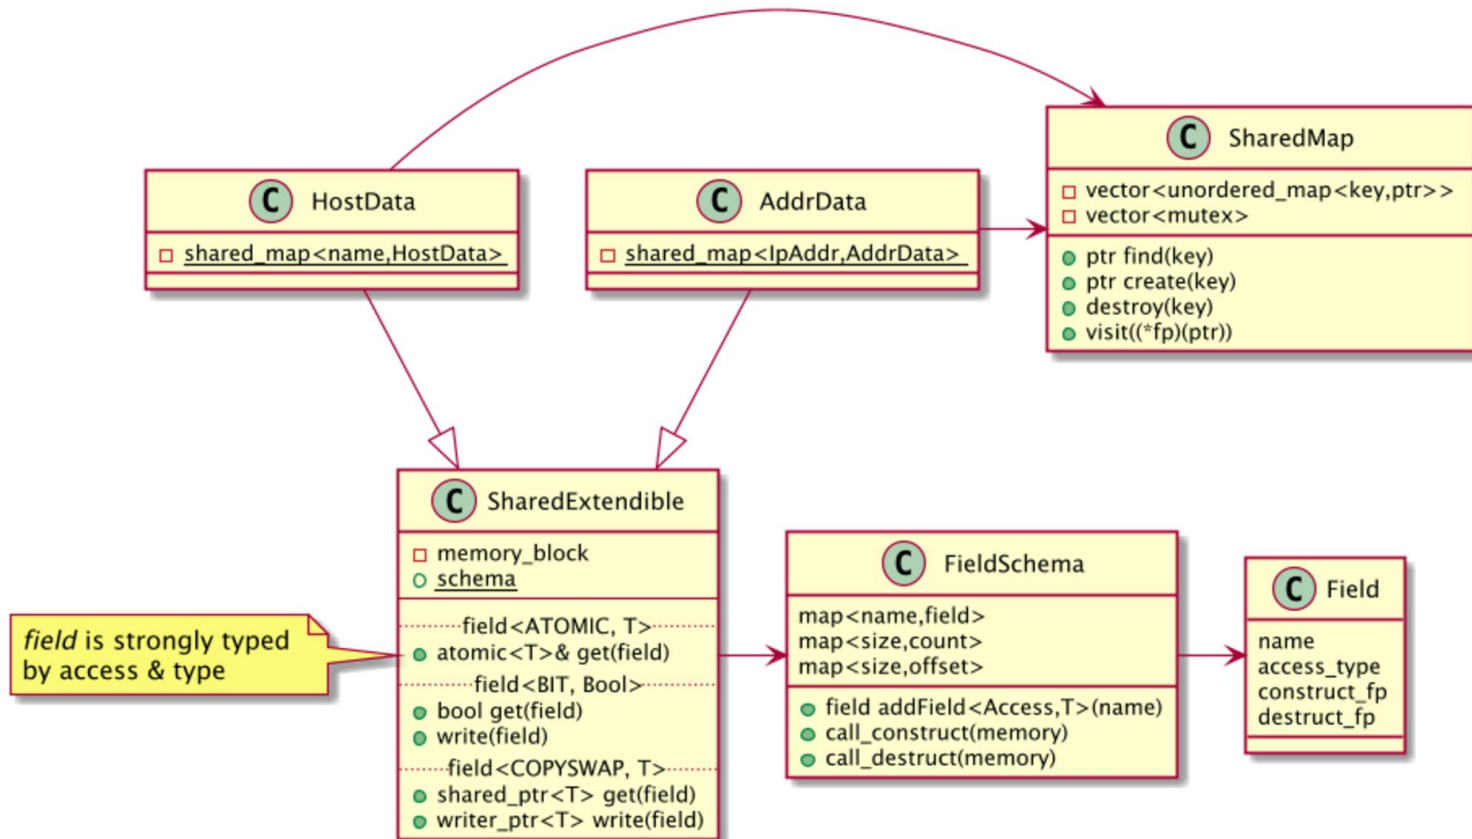 C HostData
shared_map<name,HostData>
C AddrData
shared_map<IpAddr,AddrData>
C SharedMap
vector<unordered_map<key,ptr>>
vector<mutex>
ptr find(key)
ptr create(key)
destroy(key)
visit((*fp)(ptr))
field is strongly typed
by access & type
C SharedExtendible
memory_block
schema
field<ATOMIC, T>
atomic<T>& get(field)
field<BIT, Bool>
bool get(field)
write(field)
field<COPYSWAP, T>
shared_ptr<T> get(field)
writer_ptr<T> write(field)
C FieldSchema
map<name,field>
map<size,count>
map<size,offset>
field addField<Access,T>(name)
call_construct(memory)
call_destruct(memory)
C Field
name
access_type
construct_fp
destruct_fp